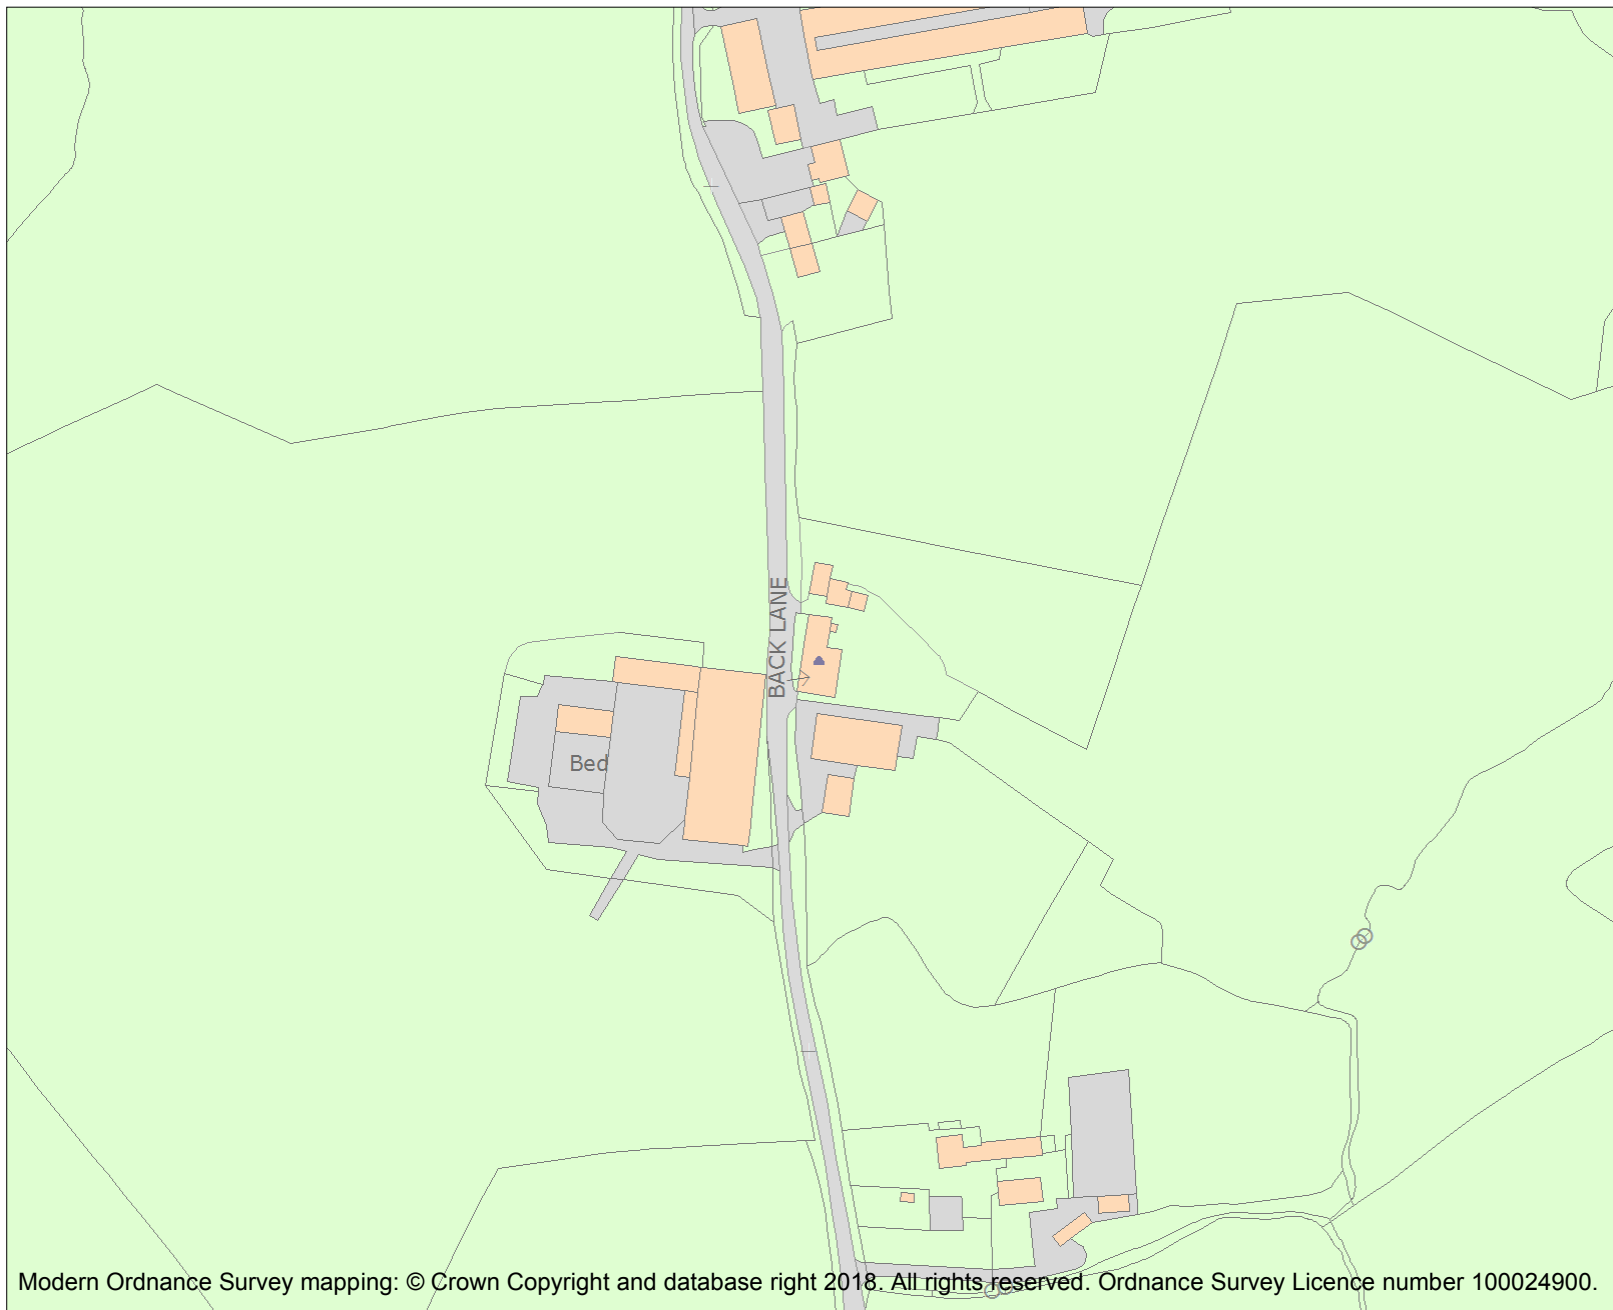 BACK LANE
Bed
Modern Ordnance Survey mapping: © Crown Copyright and database right 2018. All rights reserved. Ordnance Survey Licence number 100024900.